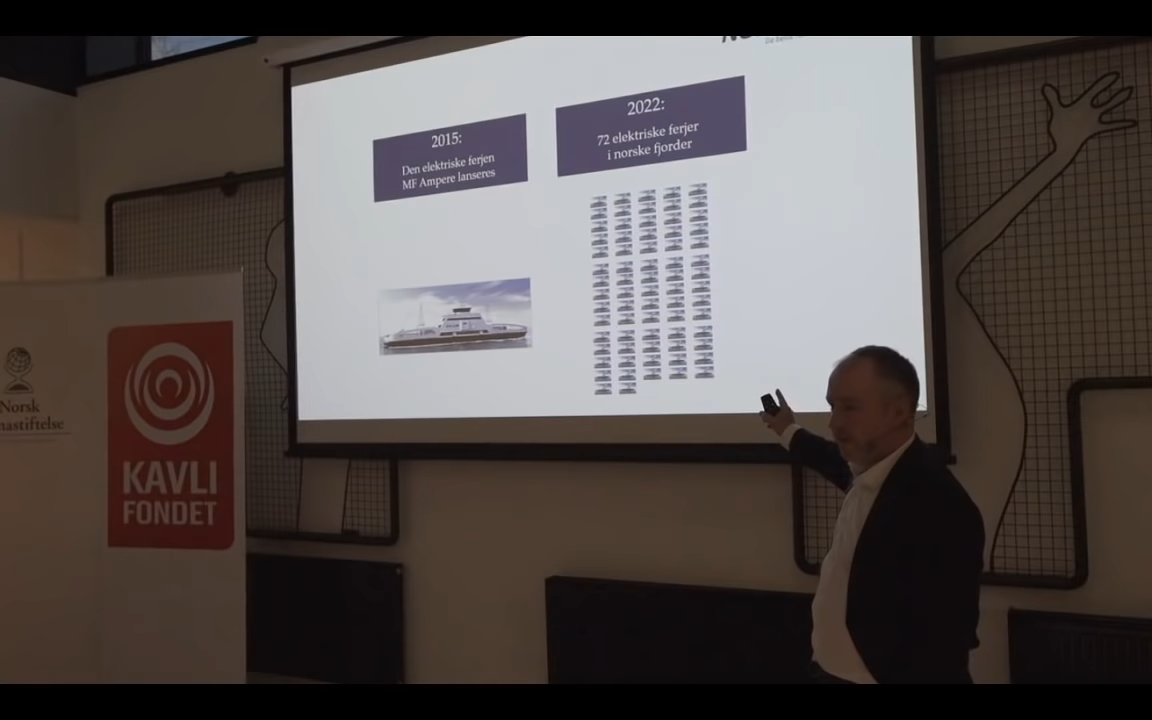 2015:
Den elektriske ferjen
MF Ampere lanseres
2022:
72 elektriske ferjer
i norske fjorder
Norsk
KAVLI
FONDET